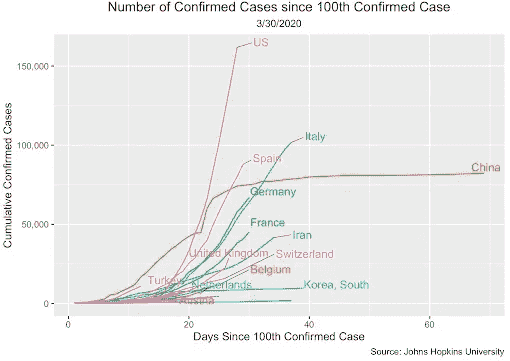 Number of Confirmed Cases since 100th Confirmed Case
3/30/2020
US
150,000
Italy
100,000
Spain
China
Germany
50,000
France
Iran
United Kingdom
Switzerland
Belgium
Turkey
Netherlands
Korea, South
Austria
0
0
20
40
60
Cumulative Confirmed Cases
Days Since 100th Confirmed Case
Source: Johns Hopkins University